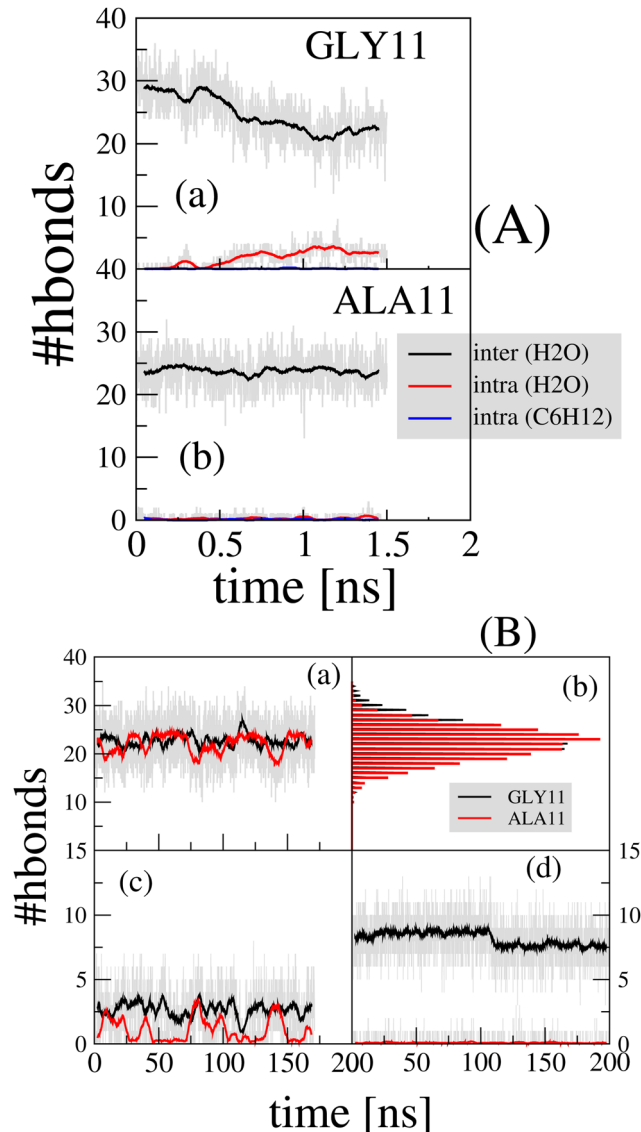 40
GLY11
30
20
(a)
10
(A)
40
ALA11
30
inter (H2O)
20
intra (H2O)
intra (C6H12)
10
(b)
0
0 0.5 1 1.5 2
#hbonds
time [ns]
(B)
40
(a)
(b)
30
20
10
GLY11
ALA11
15 15
(c)
(d)
10 10
5 5
0 0
0 50 100 150 200 50 100 150 200
#hbonds
time [ns] time [ns]